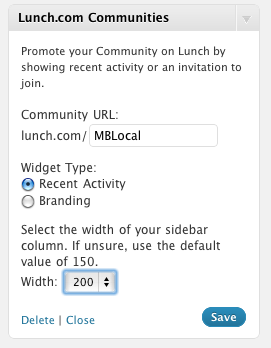 Lunch.com Communities
Promote your Community on Lunch by
showing recent activity or an invitation to
join.
Community URL:
lunch.com/ MBLocal
Widget Type:
Recent Activity
Branding
Select the width of your sidebar
column. If unsure, use the default
value of 150.
Width: 200
Delete | Close Save